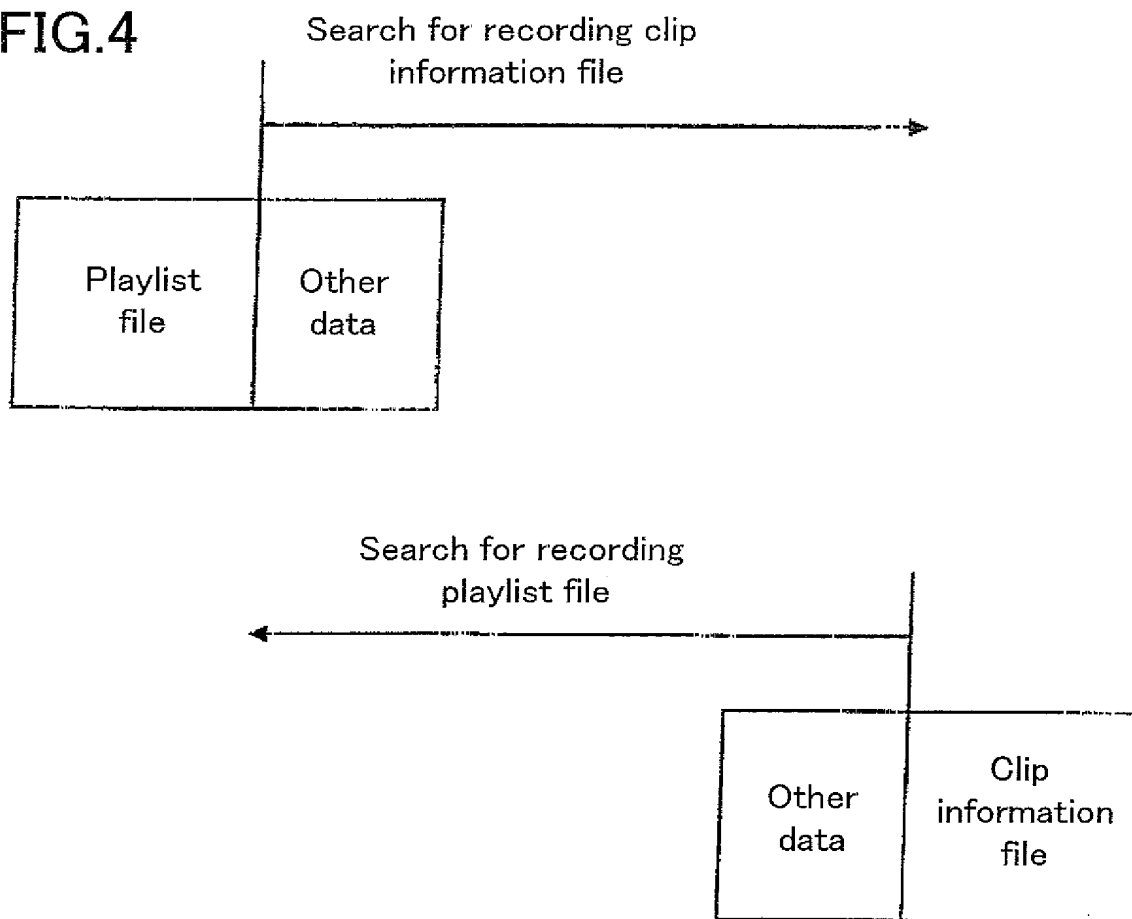 FIG.4
Search for recording clip
information file
Playlist
file
Other
data
Search for recording
playlist file
Other
data
Clip
information
file